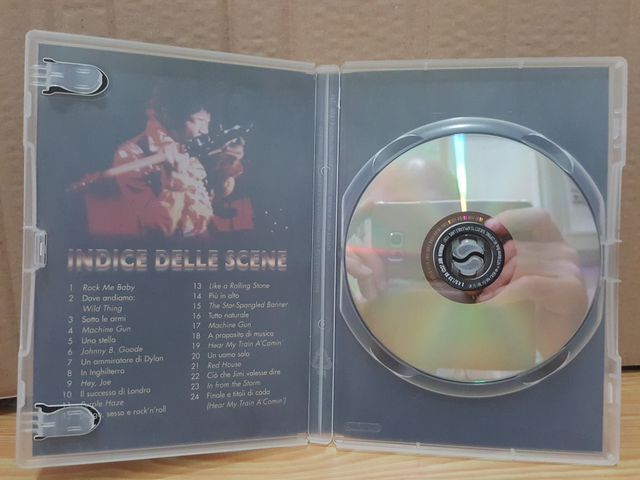 INDICE DELLE SCENE
1 Rock Me Baby
2 Dove andiamo:
Wild Thing
3 Sotto le armi
4 Machine Gun
5 Una stella
6 Johnny B. Goode
7 Un ammiratore di Dylan
8 In Inghilterra
9 Hey, Joe
10 Il successo di Londra
Purple Haze
sesso e rock'n'roll
13 Like a Rolling Stone
14 Più in alto
15 The Star-Spangled Banner
16 Tutto naturale
17 Machine Gun
18 A proposito di musica
19 Hear My Train A'Comin'
20 Un uomo solo
21 Red House
22 Ciò che Jimi volesse dire
23 In from the Storm
24 Finale e titoli di coda
(Hear My Train A'Comin')